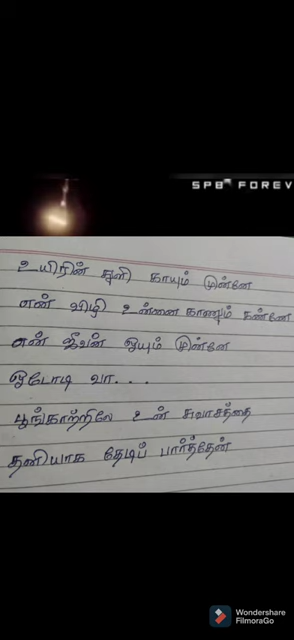 SPB FOREV
உயிரின் துளி காயும் முன்னே
என் விழி உன்னை காணும் கண்ணே
என் ஜீவன் ஓயும் முன்னே
ஓடோடி வா...
பூங்காற்றிலே உன் சுவாசத்தை
தனியாக தேடிப் பார்த்தேன்
Wondershare
FilmoraGo